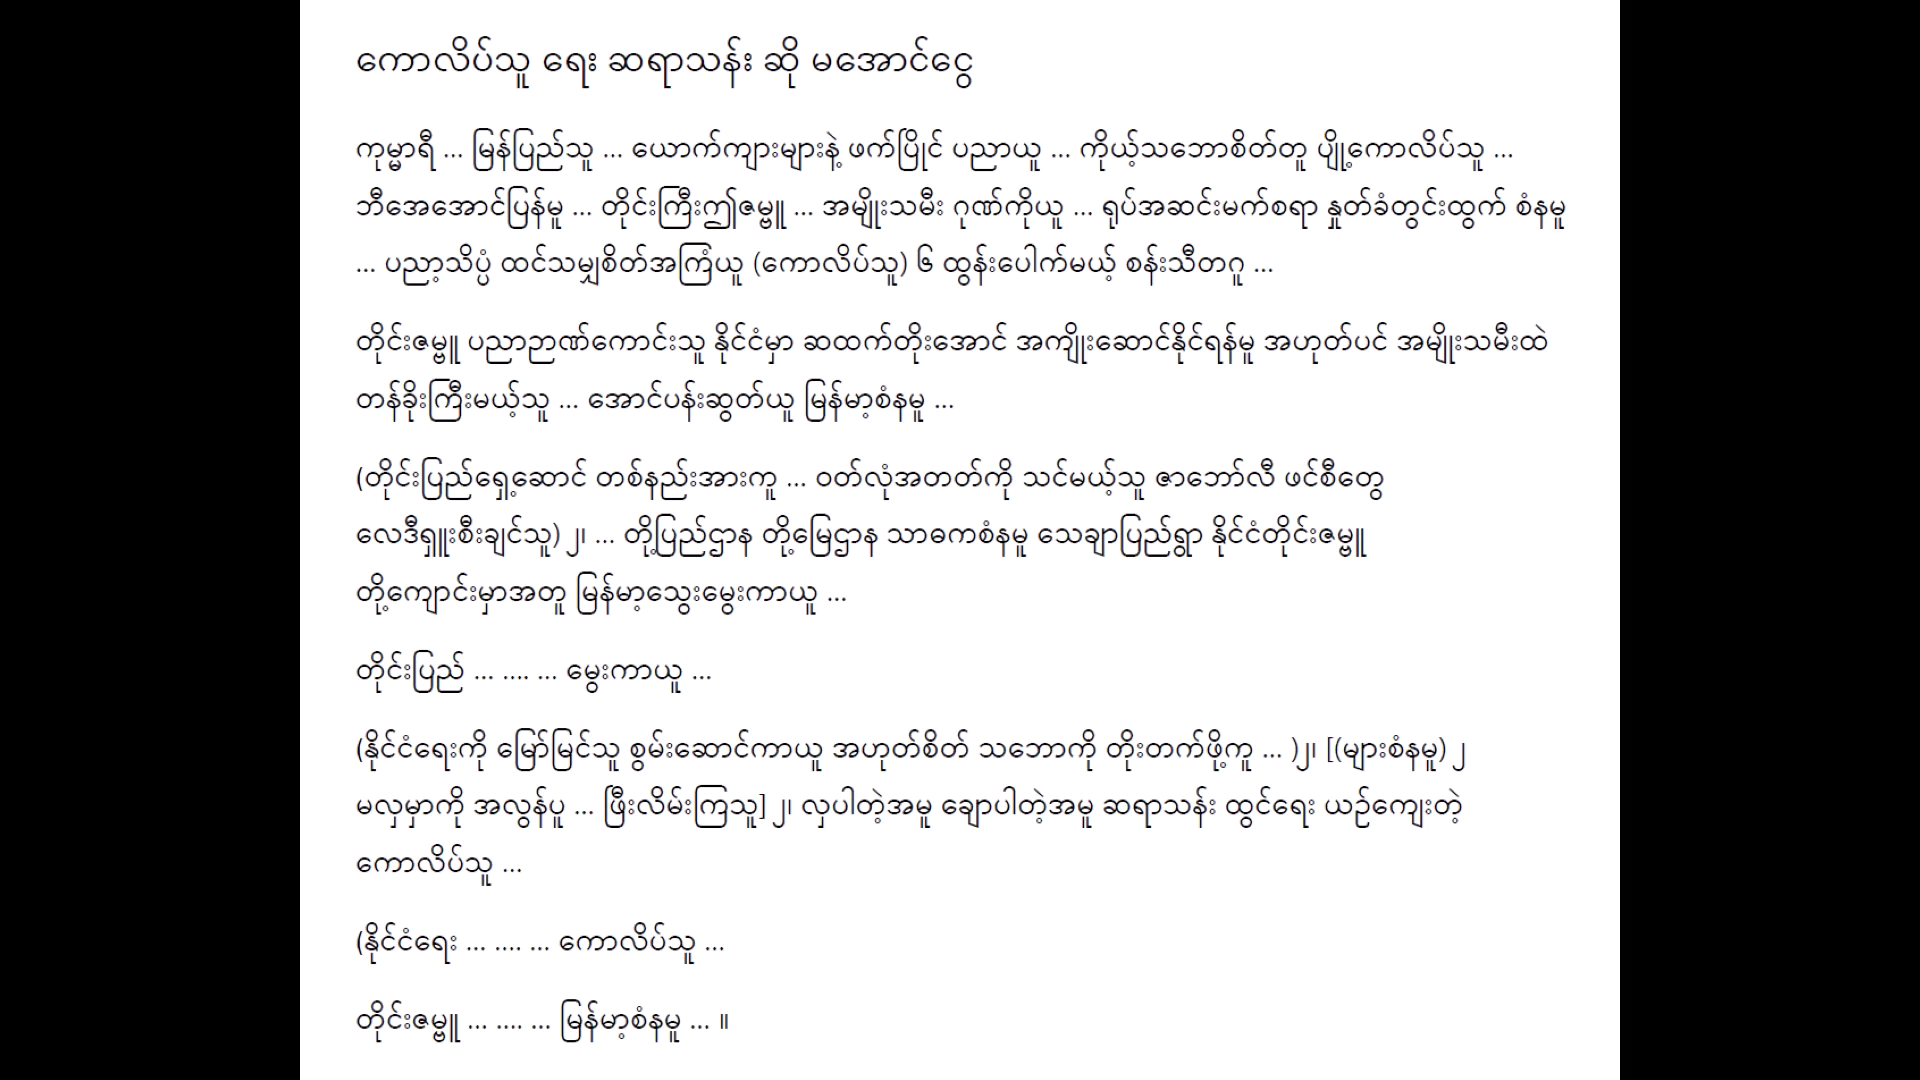 ကောလိပ်သူ ရေး ဆရာသန်း ဆို မအောင်ငွေ
ကုမ္မာရီ ... မြန်ပြည်သူ ... ယောက်ကျားများနဲ့ ဖက်ပြိုင် ပညာယူ ... ကိုယ့်သဘောစိတ်တူ ပျို့ကောလိပ်သူ ...
ဘီအေအောင်ပြန်မူ ... တိုင်းကြီးဤဇမ္ဗူ ... အမျိုးသမီး ဂုဏ်ကိုယူ ... ရုပ်အဆင်းမက်စရာ နှုတ်ခံတွင်းထွက် စံနမူ
... ပညာ့သိပ္ပံ ထင်သမျှစိတ်အကြံယူ (ကောလိပ်သူ) ၆ ထွန်းပေါက်မယ့် စန်းသီတဂူ ...
တိုင်းဇမ္ဗူ ပညာဉာဏ်ကောင်းသူ နိုင်ငံမှာ ဆထက်တိုးအောင် အကျိုးဆောင်နိုင်ရန်မူ အဟုတ်ပင် အမျိုးသမီးထဲ
တန်ခိုးကြီးမယ့်သူ ... အောင်ပန်းဆွတ်ယူ မြန်မာ့စံနမူ ...
(တိုင်းပြည်ရှေ့ဆောင် တစ်နည်းအားကူ ... ဝတ်လုံအတတ်ကို သင်မယ့်သူ ဇာဘော်လီ ဖင်စီတွေ
လေဒီရှူးစီးချင်သူ) ၂၊ ... တို့ပြည်ဌာန တို့မြေဌာန သာဓကစံနမူ သေချာပြည်ရွာ နိုင်ငံတိုင်းဇမ္ဗူ
တို့ကျောင်းမှာအတူ မြန်မာ့သွေးမွေးကာယူ ...
တိုင်းပြည် ... .... ... မွေးကာယူ ...
(နိုင်ငံရေးကို မြော်မြင်သူ စွမ်းဆောင်ကာယူ အဟုတ်စိတ် သဘောကို တိုးတက်ဖို့ကူ ... )၂၊ [(များစံနမူ) ၂
မလှမှာကို အလွန်ပူ ... ဖြီးလိမ်းကြသူ] ၂၊ လှပါတဲ့အမူ ချောပါတဲ့အမူ ဆရာသန်း ထွင်ရေး ယဉ်ကျေးတဲ့
ကောလိပ်သူ ...
(နိုင်ငံရေး ... .... ... ကောလိပ်သူ ...
တိုင်းဇမ္ဗူ ... .... ... မြန်မာ့စံနမူ ... ။